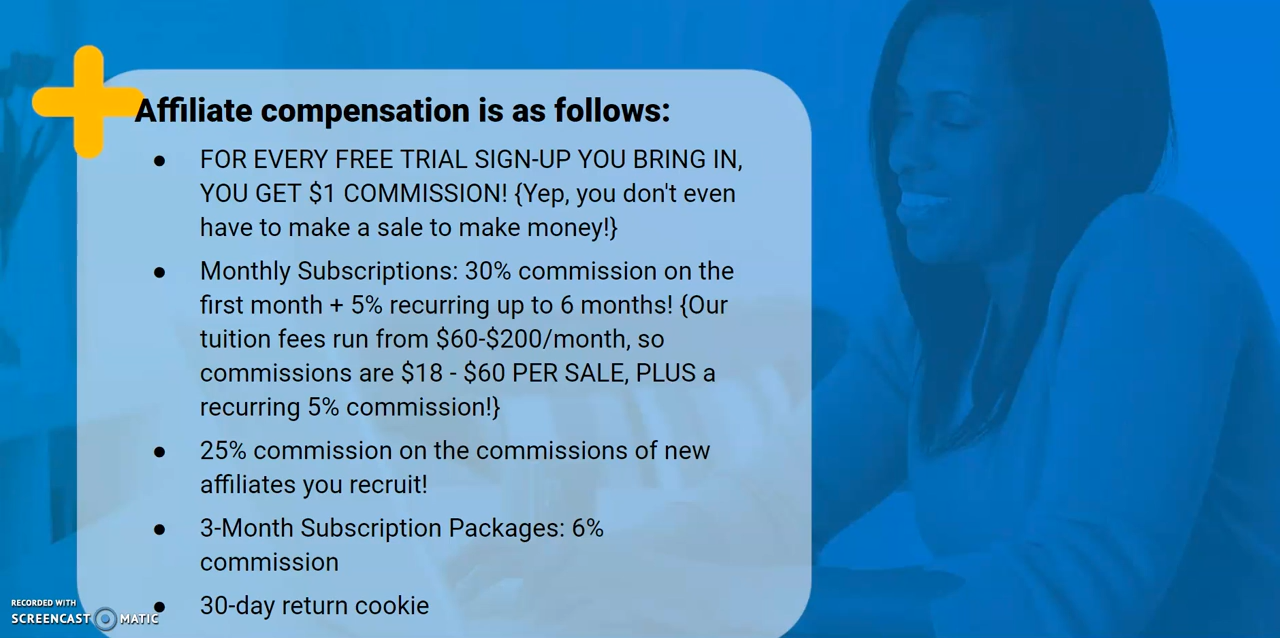 Affiliate compensation is as follows:
● FOR EVERY FREE TRIAL SIGN-UP YOU BRING IN,
YOU GET $1 COMMISSION! {Yep, you don't even
have to make a sale to make money!}
● Monthly Subscriptions: 30% commission on the
first month + 5% recurring up to 6 months! {Our
tuition fees run from $60-$200/month, so
commissions are $18 - $60 PER SALE, PLUS a
recurring 5% commission!}
● 25% commission on the commissions of new
affiliates you recruit!
● 3-Month Subscription Packages: 6%
commission
● 30-day return cookie
RECORDED WITH
SCREENCAST MATIC